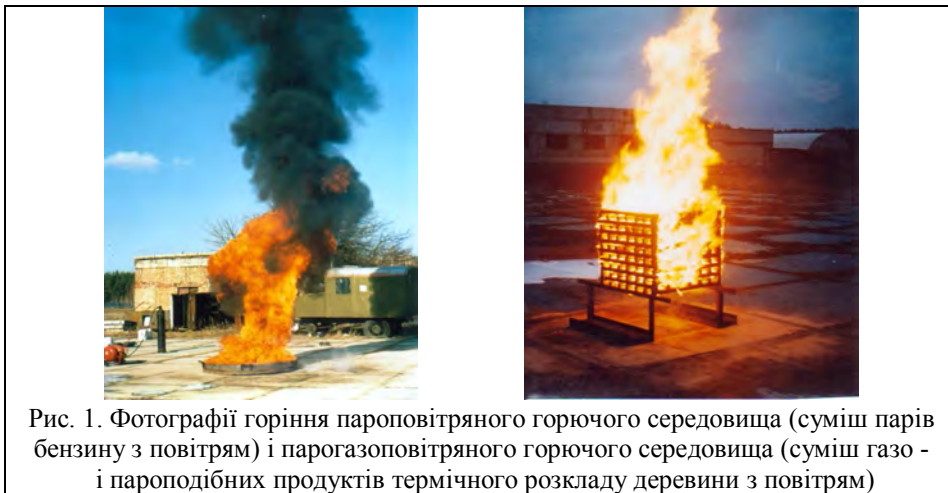 Рис. 1. Фотографії горіння пароповітряного горючого середовища (суміш парів
бензину з повітрям) і парогазоповітряного горючого середовища (суміш газо -
і пароподібних продуктів термічного розкладу деревини з повітрям)